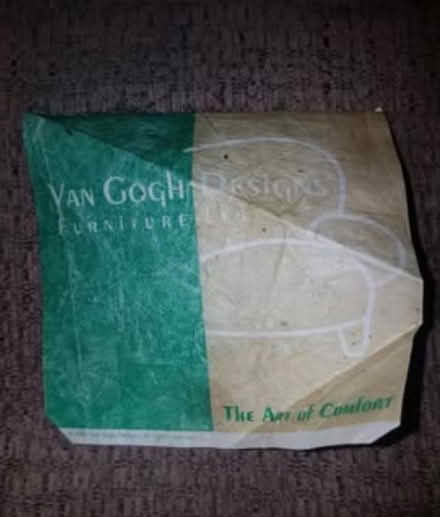 Van Gogh Designs
Furniture Ltd.
The Art of Comfort